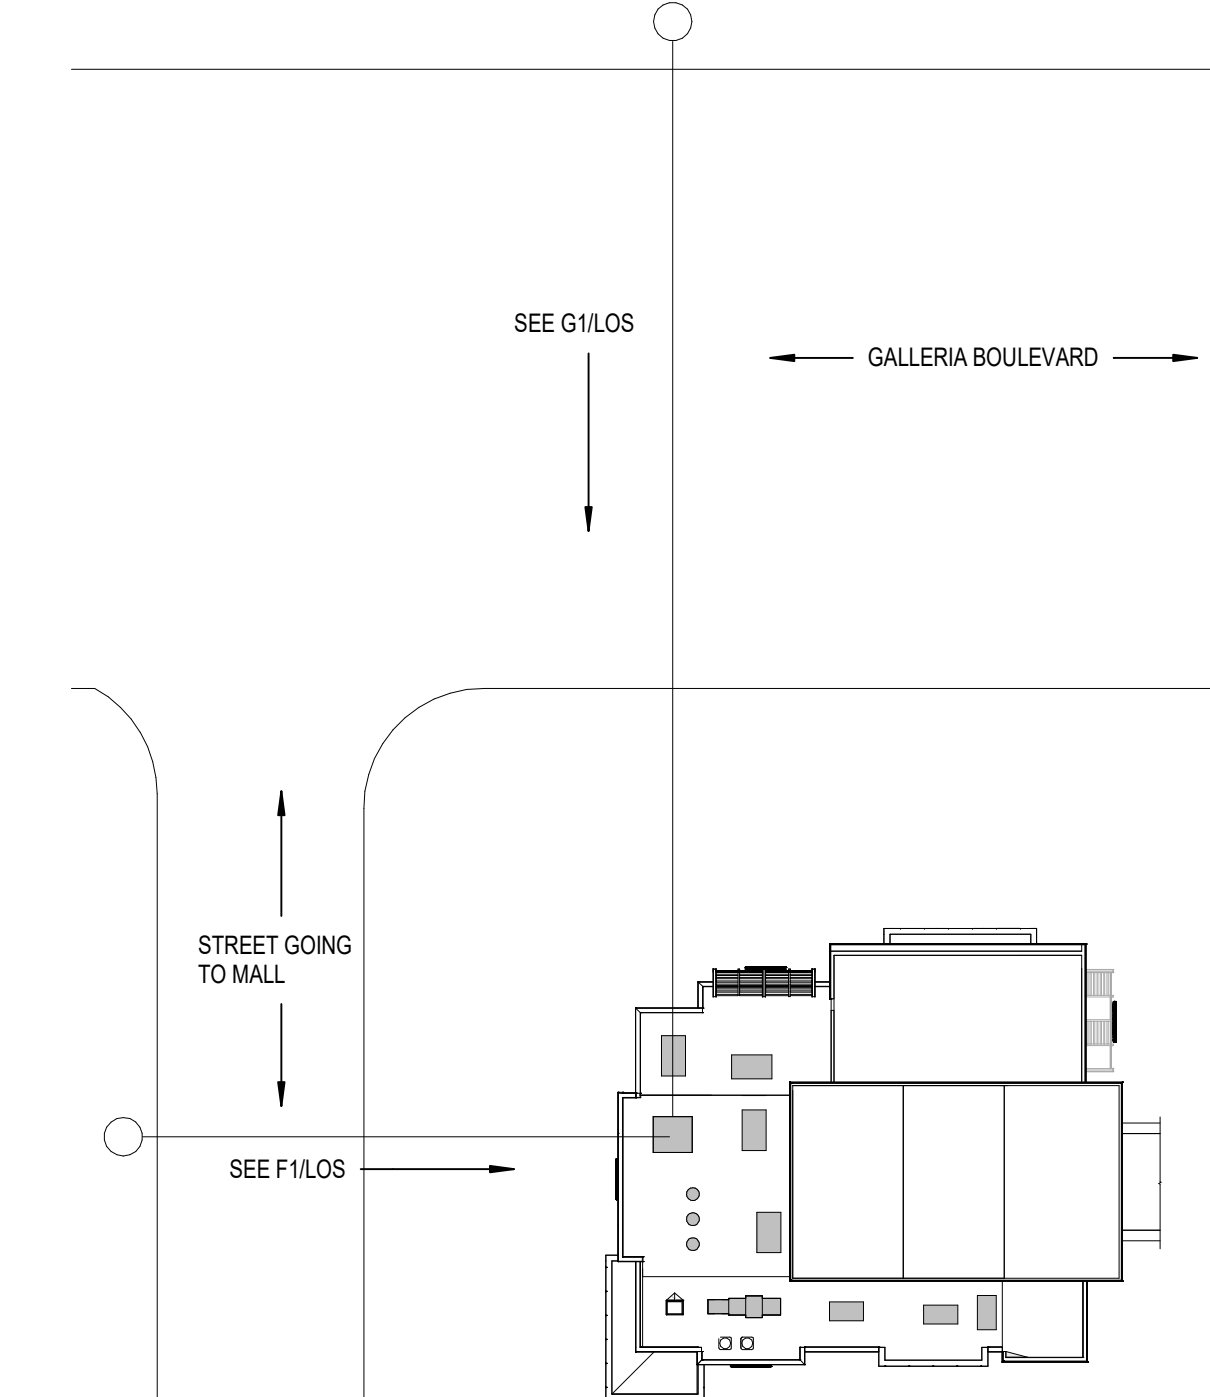 SEE G1/LOS
GALLERIA BOULEVARD
STREET GOING
TO MALL
SEE F1/LOS